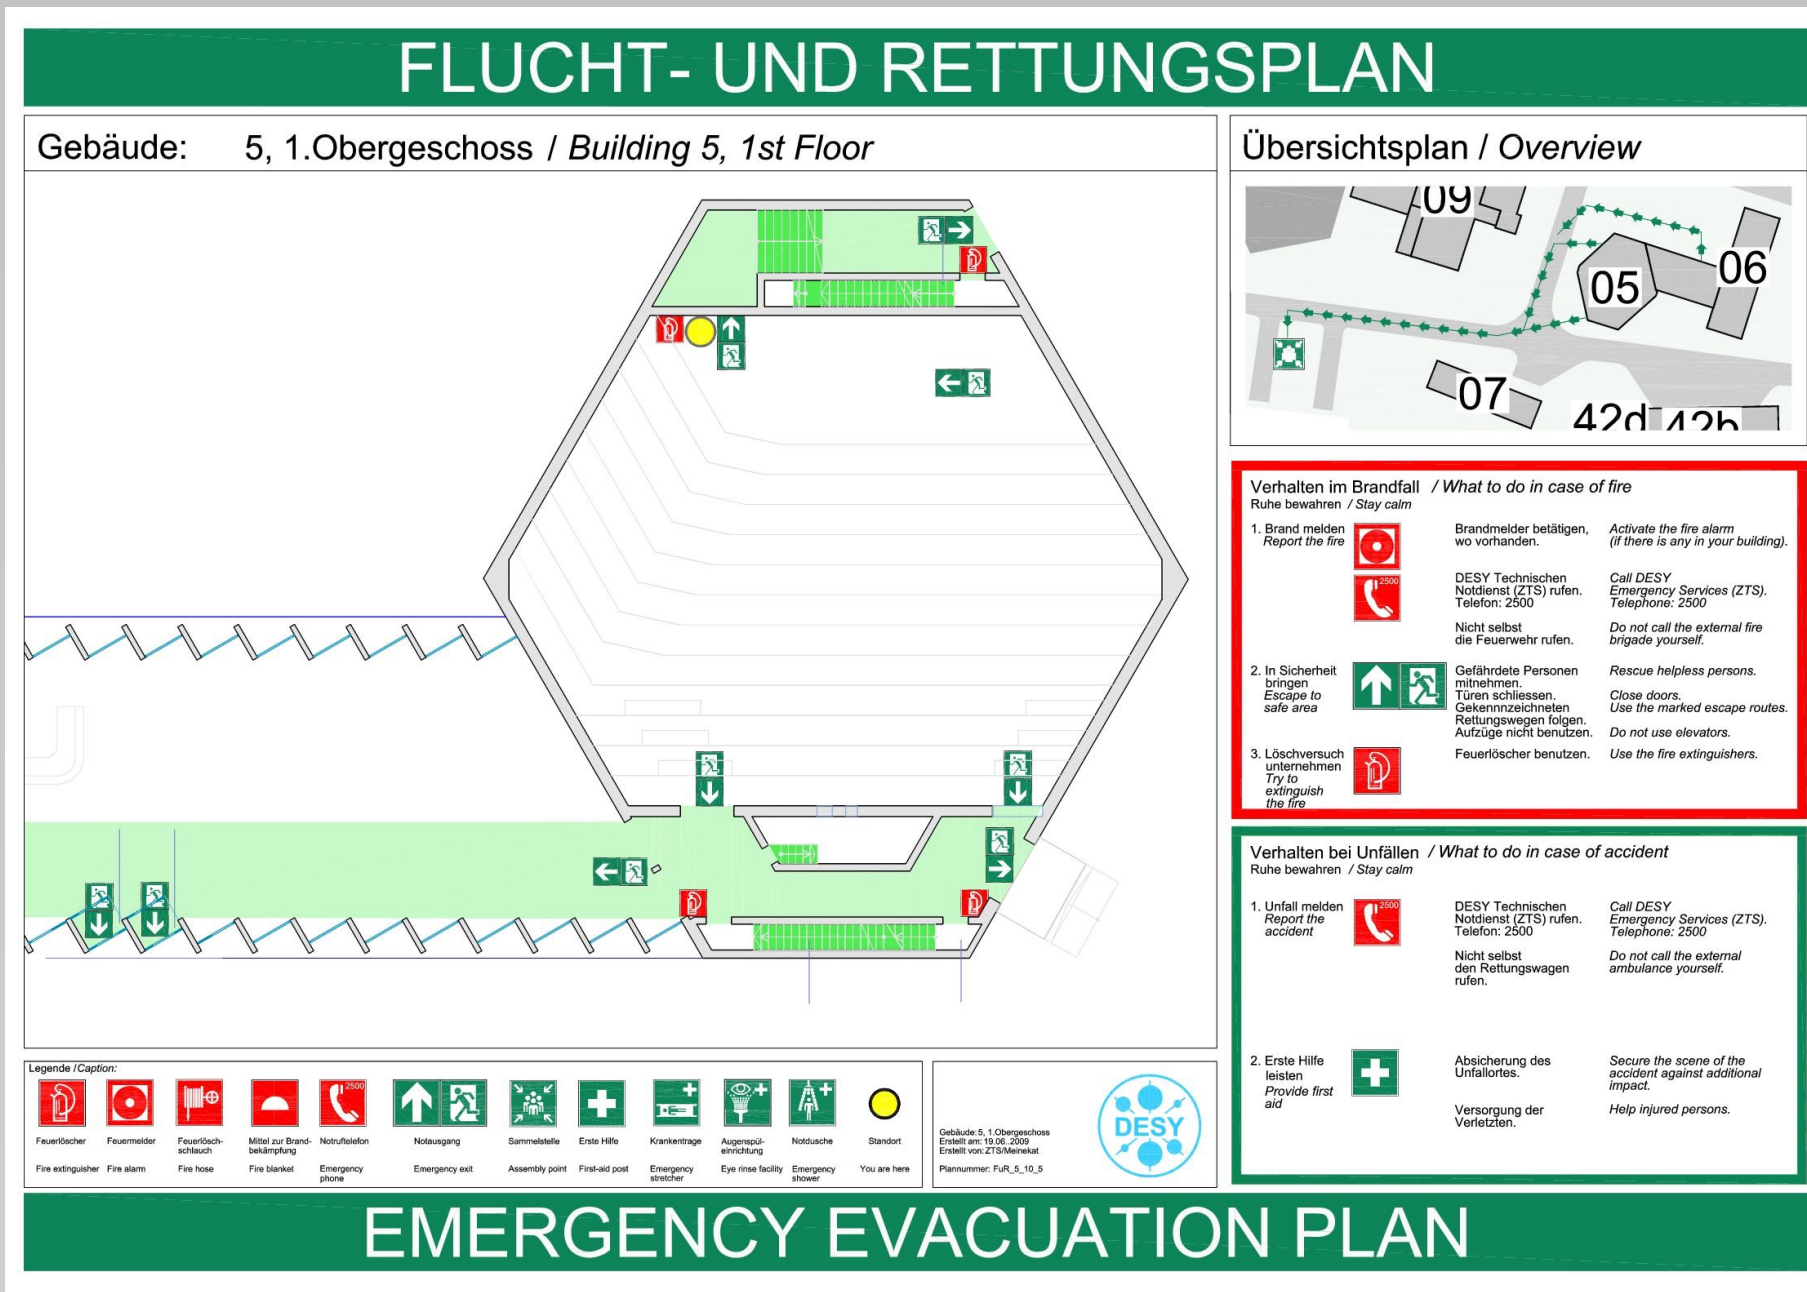 FLUCHT- UND RETTUNGSPLAN
Gebäude: 5, 1.Obergeschoss / Building 5, 1st Floor
Übersichtsplan / Overview
09
06
05
07
42d 42b
Verhalten im Brandfall / What to do in case of fire
Ruhe bewahren / Stay calm
1. Brand melden
Report the fire
Brandmelder betätigen,
wo vorhanden.
Activate the fire alarm
(if there is any in your building).
2500
DESY Technischen
Notdienst (ZTS) rufen.
Telefon: 2500
Call DESY
Emergency Services (ZTS).
Telephone: 2500
Nicht selbst
die Feuerwehr rufen.
Do not call the external fire
brigade yourself.
2. In Sicherheit
bringen
Escape to
safe area
Gefährdete Personen
mitnehmen.
Türen schliessen.
Gekennnzeichneten
Rettungswegen folgen.
Aufzüge nicht benutzen.
Rescue helpless persons.
Close doors.
Use the marked escape routes.
Do not use elevators.
3. Löschversuch
unternehmen
Try to
extinguish
the fire
Feuerlöscher benutzen.
Use the fire extinguishers.
Verhalten bei Unfällen / What to do in case of accident
Ruhe bewahren / Stay calm
1. Unfall melden
Report the
accident
2500
DESY Technischen
Notdienst (ZTS) rufen.
Telefon: 2500
Call DESY
Emergency Services (ZTS).
Telephone: 2500
Nicht selbst
den Rettungswagen
rufen.
Do not call the external
ambulance yourself.
2. Erste Hilfe
leisten
Provide first
aid
Absicherung des
Unfallortes.
Secure the scene of the
accident against additional
impact.
Versorgung der
Verletzten.
Help injured persons.
Legende /Caption:
2500
Feuerlöscher
Fire extinguisher
Feuermelder
Fire alarm
Feuerlösch-
schlauch
Fire hose
Mittel zur Brand-
bekämpfung
Fire blanket
Notruftelefon
Emergency
phone
Notausgang
Emergency exit
Sammelstelle
Assembly point
Erste Hilfe
First-aid post
Krankentrage
Emergency
stretcher
Augenspül-
einrichtung
Eye rinse facility
Notdusche
Emergency
shower
Standort
You are here
Gebäude: 5, 1.Obergeschoss
Erstellt am: 19.06..2009
Erstellt von: ZTS/Meinekat
Plannummer: FuR_5_10_5
DESY
EMERGENCY EVACUATION PLAN